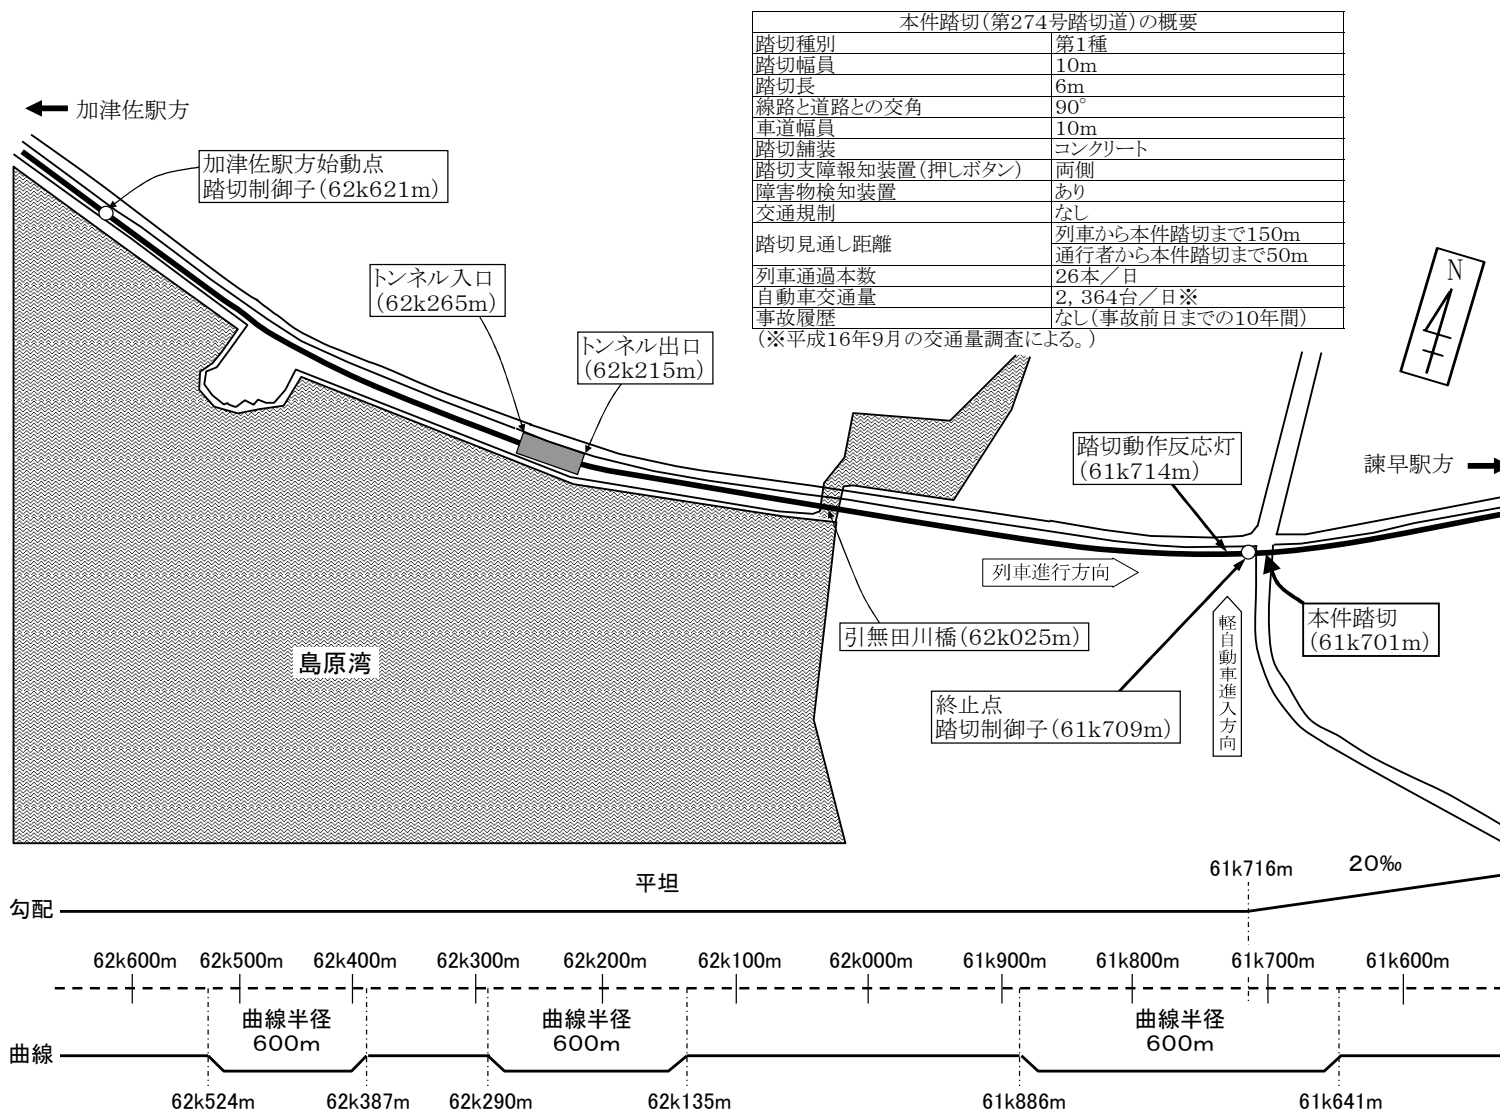 本件踏切(第274号踏切道)の概要
踏切種別 第1種
踏切幅員 10m
踏切長 6m
線路と道路との交角 90°
車道幅員 10m
踏切舗装 コンクリート
踏切支障報知装置(押しボタン) 両側
障害物検知装置 あり
交通規制 なし
踏切見通し距離 列車から本件踏切まで150m
通行者から本件踏切まで50m
列車通過本数 26本/日
自動車交通量 2,364台/日※
事故履歴 なし(事故前日までの10年間)
(※平成16年9月の交通量調査による。)
加津佐駅方
加津佐駅方始動点
踏切制御子(62k621m)
トンネル入口
(62k265m)
トンネル出口
(62k215m)
N
踏切動作反応灯
(61k714m)
諫早駅方
列車進行方向
引無田川橋(62k025m)
本件踏切
(61k701m)
軽自動車進入方向
島原湾
終止点
踏切制御子(61k709m)
平坦
61k716m
20‰
勾配
62k600m 62k500m 62k400m 62k300m 62k200m 62k100m 62k000m 61k900m 61k800m 61k700m 61k600m
曲線半径
600m
曲線半径
600m
曲線半径
600m
曲線
62k524m 62k387m 62k290m 62k135m 61k886m 61k641m